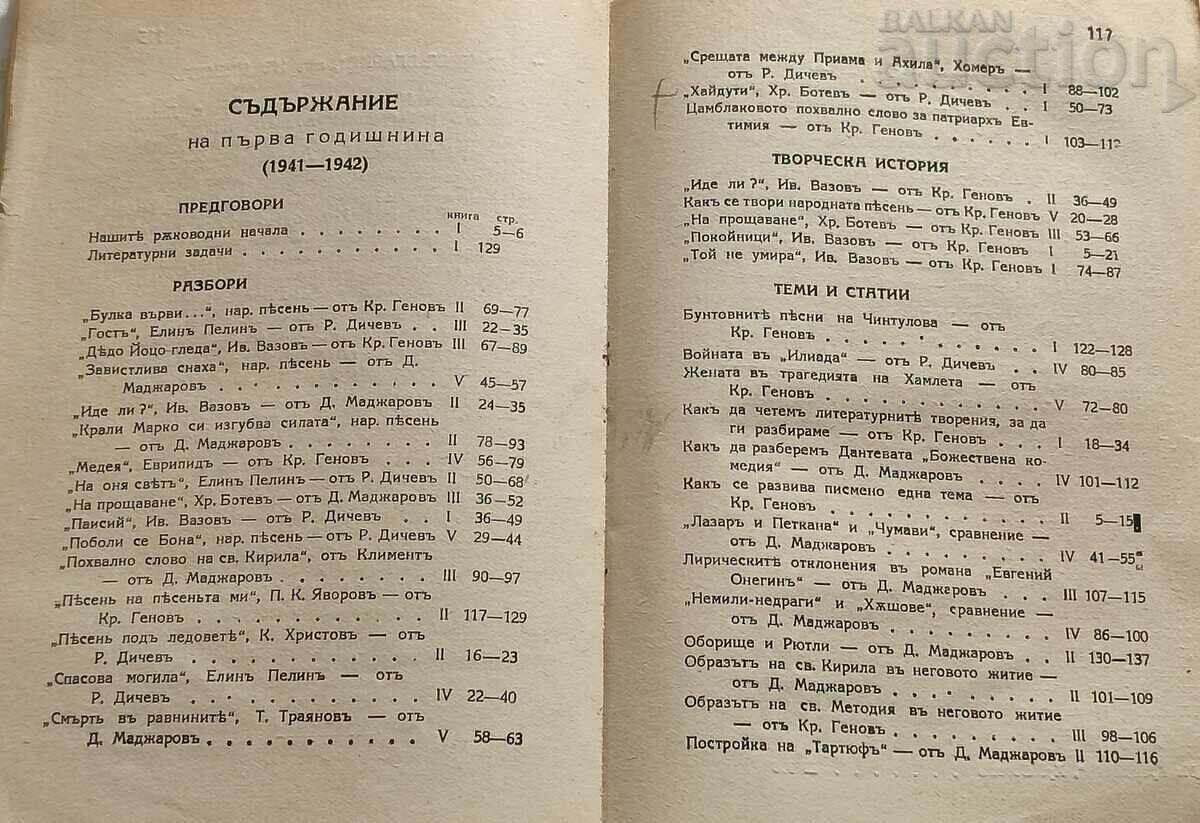 СЪДЪРЖАНИЕ
на първа годишнина
(1941—1942)
ПРЕДГОВОРИ
книга стр.
Нашитѣ рѫководни начала . . . . . . . I 5—6
Литературни задачи . . . . . . . . . . I 129
РАЗБОРИ
„Булка върви...“, нар. пѣсень — отъ Кр. Геновъ II 69—77
„Гость“, Елинъ Пелинъ — отъ Р. Дичевъ . . III 22—35
„Дѣдо Йоцо гледа“, Ив. Вазовъ — отъ Кр. Геновъ III 67—89
„Завистлива снаха“, нар. пѣсень — отъ Д.
Маджаровъ . . . . . . . . . . . . V 45—57
„Иде ли?“, Ив. Вазовъ — отъ Д. Маджаровъ II 24—35
„Крали Марко си изгубва силата“, нар. пѣсень
— отъ Д. Маджаровъ . . . . . . . . II 78—93
„Медея“, Еврипидъ — отъ Кр. Геновъ . . . IV 56—79
„На оня свѣтъ“, Елинъ Пелинъ — отъ Р. Дичевъ II 50—68
„На прощаване“, Хр. Ботевъ — отъ Д. Маджаровъ III 36—52
„Паисий“, Ив. Вазовъ — отъ Р. Дичевъ . . I 36—49
„Поболи се Бона“, нар. пѣсень — отъ Р. Дичевъ V 29—44
„Похвално слово на св. Кирила“, отъ Климентъ
— отъ Д. Маджаровъ . . . . . . . . III 90—97
„Пѣсень на пѣсеньта ми“, П. К. Яворовъ — отъ
Кр. Геновъ . . . . . . . . . . . . II 117—129
„Пѣсень подъ ледоветѣ“, К. Христовъ — отъ
Р. Дичевъ . . . . . . . . . . . . II 16—23
„Спасова могила“, Елинъ Пелинъ — отъ
Р. Дичевъ . . . . . . . . . . . . IV 22—40
„Смърть въ равнинитѣ“, Т. Траяновъ — отъ
Д. Маджаровъ . . . . . . . . . . . V 58—63
BALKAN
auction
117
„Срещата между Приама и Ахила“, Хомеръ —
отъ Р. Дичевъ . . . . . . . . . . . I 88—102
„Хайдути“, Хр. Ботевъ — отъ Р. Дичевъ . . I 50—73
Цамблаковото похвално слово за патриархъ Ев-
тимия — отъ Кр. Геновъ . . . . . . I 103—112
ТВОРЧЕСКА ИСТОРИЯ
„Иде ли?“, Ив. Вазовъ — отъ Кр. Геновъ . II 36—49
Какъ се твори народната пѣсень — отъ Кр. Геновъ V 20—28
„На прощаване“, Хр. Ботевъ — отъ Кр. Геновъ III 53—66
„Покойници“, Ив. Вазовъ — отъ Кр. Геновъ I 5—21
„Той не умира“, Ив. Вазовъ — отъ Кр. Геновъ I 74—87
ТЕМИ И СТАТИИ
Бунтовнитѣ пѣсни на Чинтулова — отъ
Кр. Геновъ . . . . . . . . . . . . I 122—128
Войната въ „Илиада“ — отъ Р. Дичевъ . . IV 80—85
Жената въ трагедията на Хамлета — отъ
Кр. Геновъ . . . . . . . . . . . . V 72—80
Какъ да четемъ литературнитѣ творения, за да
ги разбираме — отъ Кр. Геновъ . . . I 18—34
Какъ да разберемъ Дантевата „Божествена ко-
медия“ — отъ Д. Маджаровъ . . . . IV 101—112
Какъ се развива писмено една тема — отъ
Кр. Геновъ . . . . . . . . . . . . II 5—15
„Лазаръ и Петкана“ и „Чумави“, сравнение —
отъ Д. Маджаровъ . . . . . . . . . IV 41—55
Лирическитѣ отклонения въ романа „Евгений
Онегинъ“ — отъ Д. Маджаровъ . . . III 107—115
„Немили-недраги“ и „Хѫшове“, сравнение —
отъ Д. Маджаровъ . . . . . . . . . IV 86—100
Оборище и Рютли — отъ Д. Маджаровъ . . II 130—137
Образътъ на св. Кирила въ неговото житие —
отъ Д. Маджаровъ . . . . . . . . . II 101—109
Образътъ на св. Методия въ неговото житие
— отъ Кр. Геновъ . . . . . . . . . III 98—106
Постройка на „Тартюфъ“ — отъ Д. Маджаровъ II 110—116